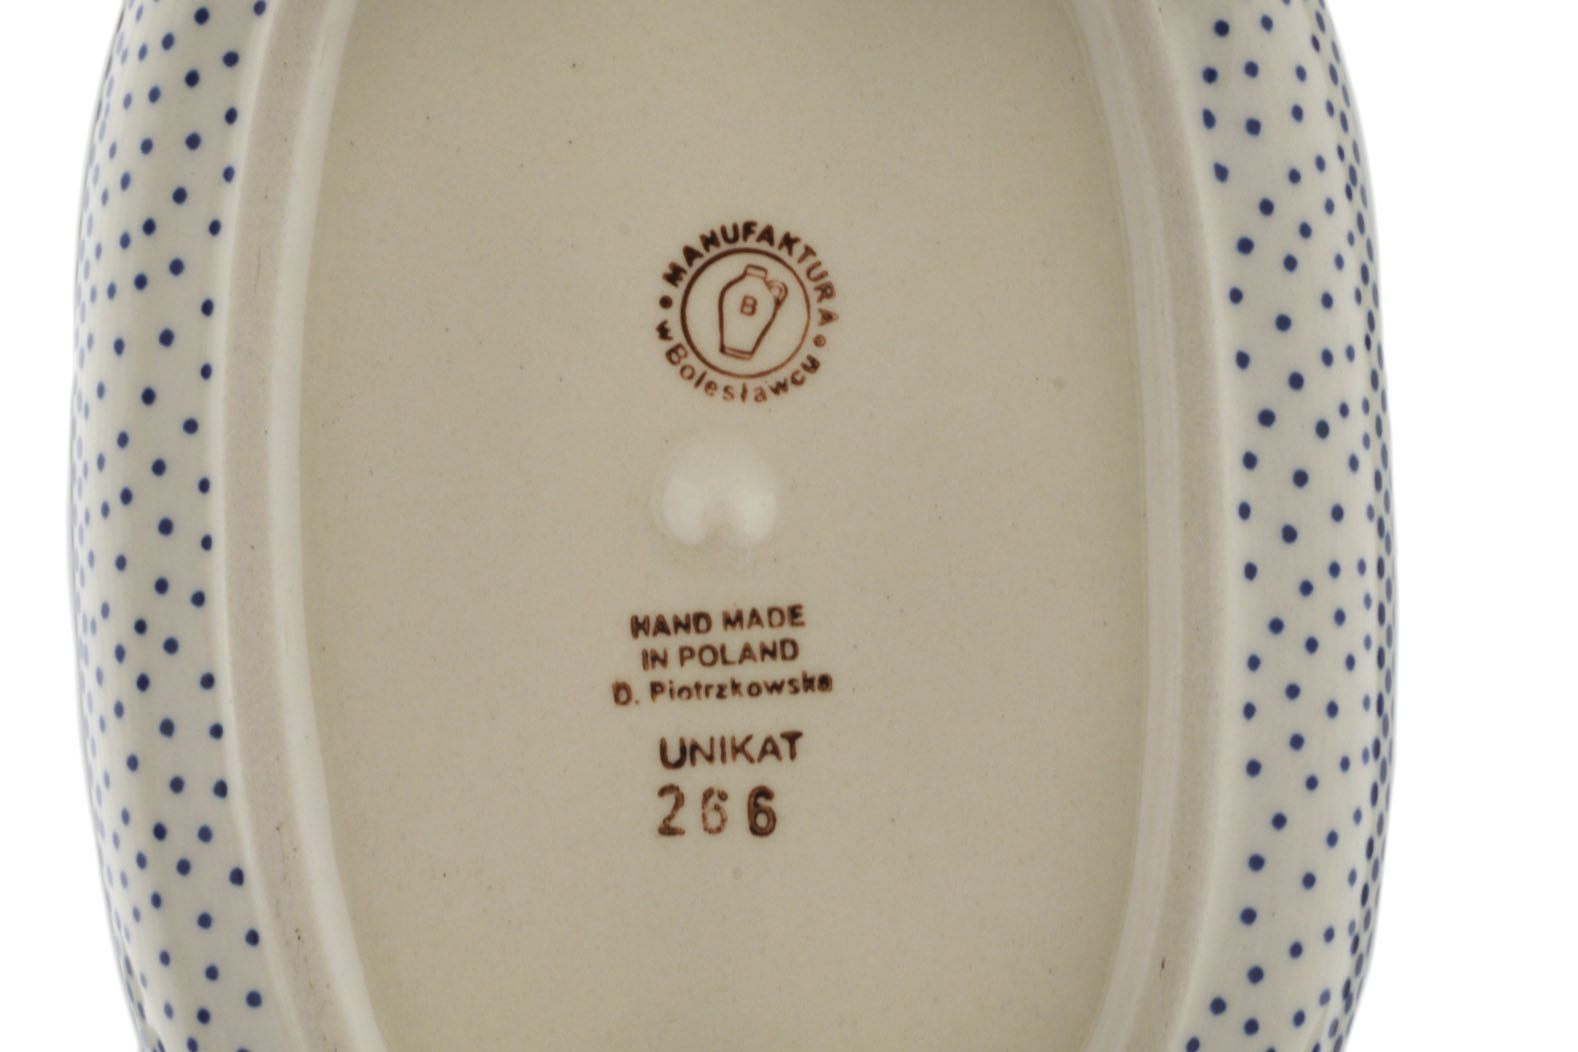 MANUFAKTURA
w Bolesławcu
B
HAND MADE
IN POLAND
D. Piotrzkowska
UNIKAT
266